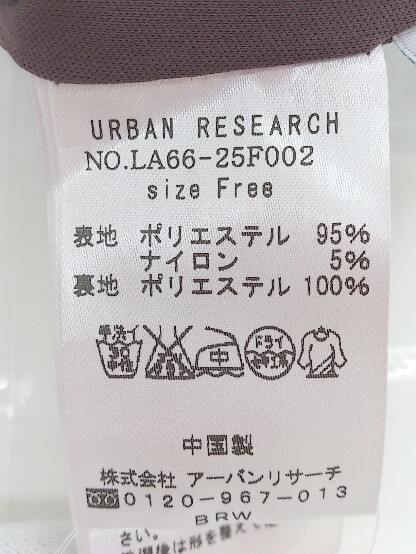 URBAN RESEARCH
NO.LA66-25F002
size Free
表地 ポリエステル 95%
ナイロン 5%
裏地 ポリエステル 100%
手洗イ 中 ドライ
中国製
株式会社 アーバンリサーチ
0120-967-013
BRW
さい。